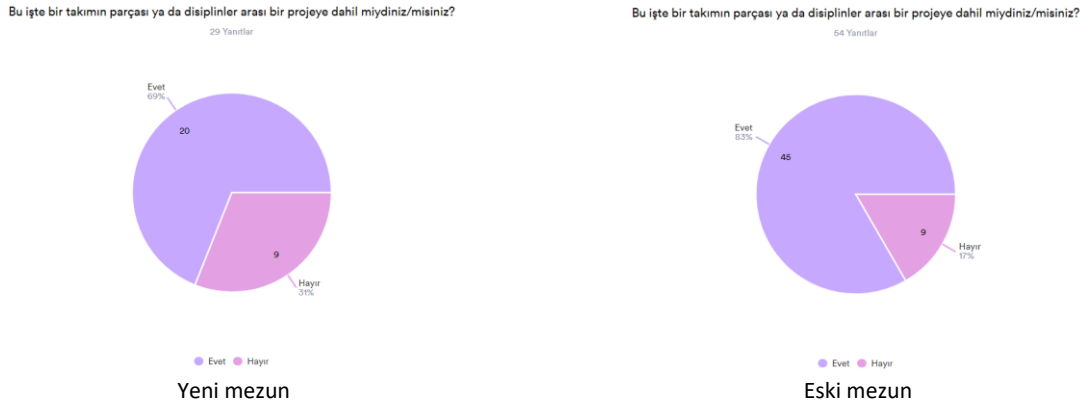 Bu işte bir takımın parçası ya da disiplinler arası bir projeye dahil miydiniz/misiniz?
29 Yanıtlar
Evet
69%
20
9
Hayır
31%
Evet Hayır
Yeni mezun
Bu işte bir takımın parçası ya da disiplinler arası bir projeye dahil miydiniz/misiniz?
54 Yanıtlar
Evet
83%
45
9
Hayır
17%
Evet Hayır
Eski mezun